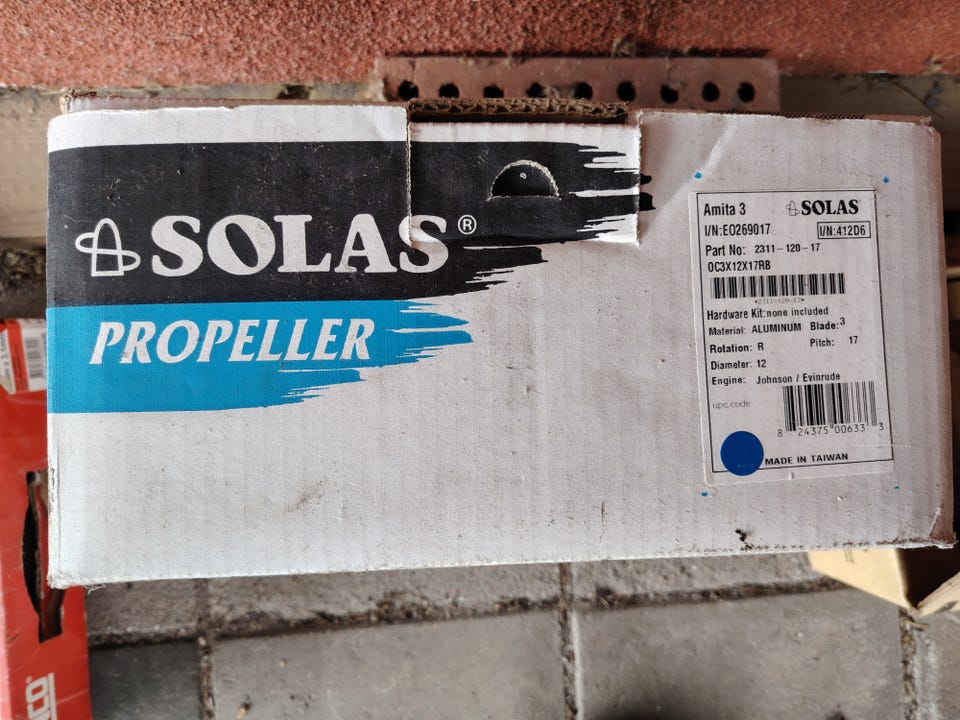 SOLAS®
PROPELLER
Amita 3 SOLAS
I/N:EO269017 I/N:412D6
Part No: 2311-120-17
OC3X12X17RB
Hardware Kit:none included
Material: ALUMINUM Blade:3
Rotation: R Pitch: 17
Diameter: 12
Engine: Johnson / Evinrude
upc code
8 24375 00633 3
MADE IN TAIWAN